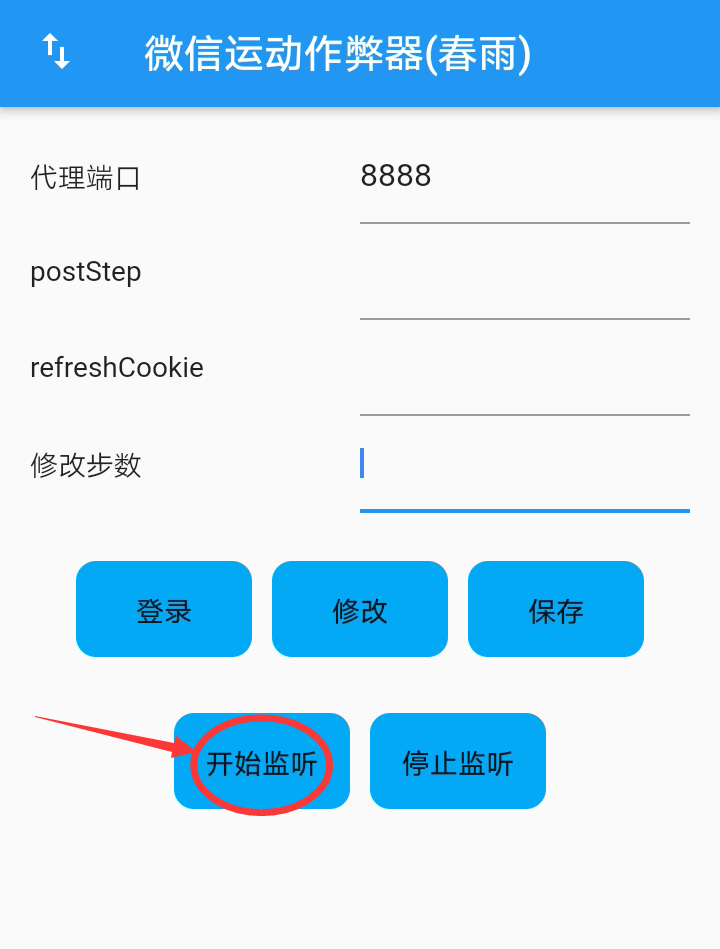 微信运动作弊器(春雨)
代理端口 8888
postStep
refreshCookie
修改步数
登录 修改 保存
开始监听 停止监听